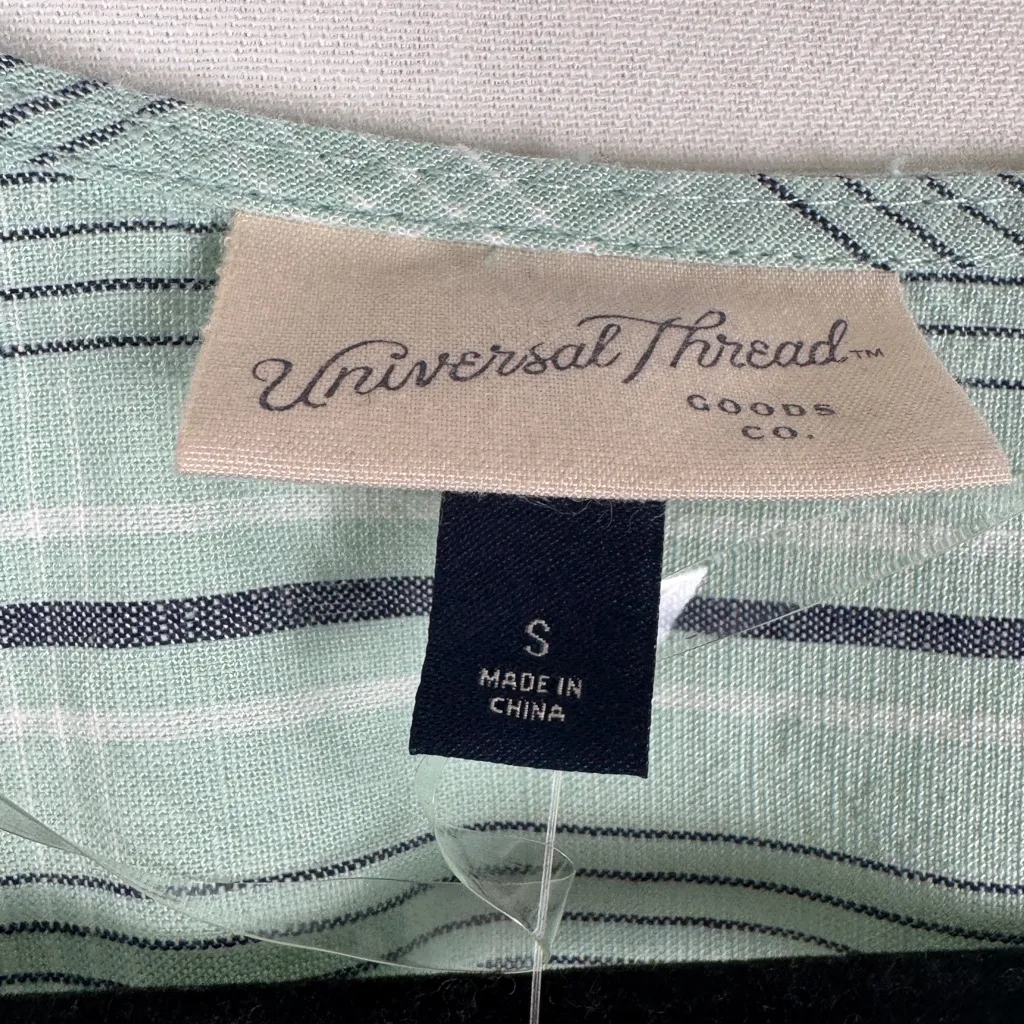 Universal Thread™
GOODS
CO.
S
MADE IN
CHINA